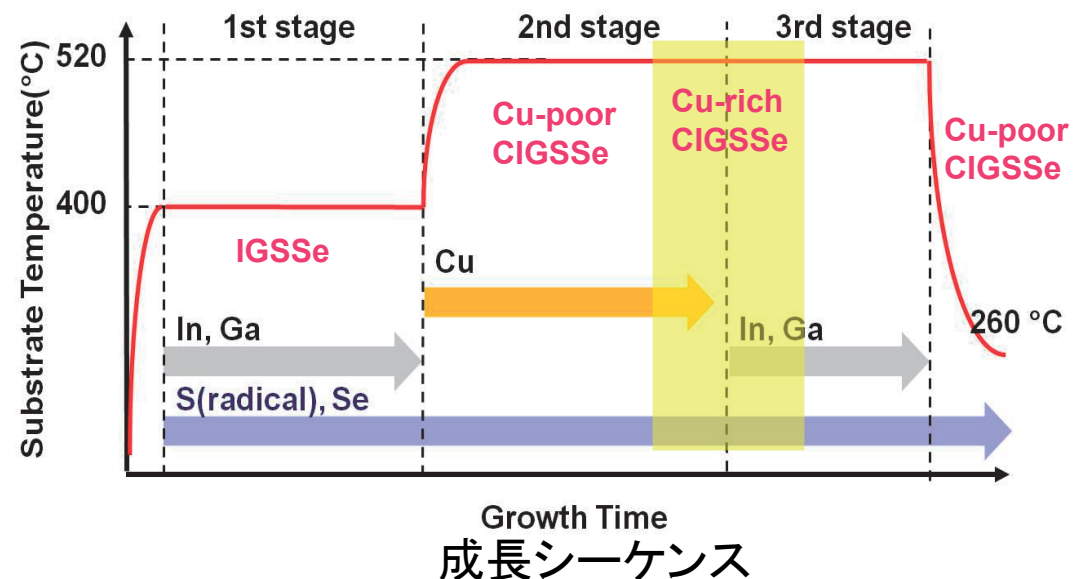 1st stage
2nd stage
3rd stage
Substrate Temperature(°C)
520
400
Cu-poor
CIGSSe
Cu-rich
CIGSSe
Cu-poor
CIGSSe
IGSSe
Cu
In, Ga
In, Ga
260 °C
S(radical), Se
Growth Time
成長シーケンス